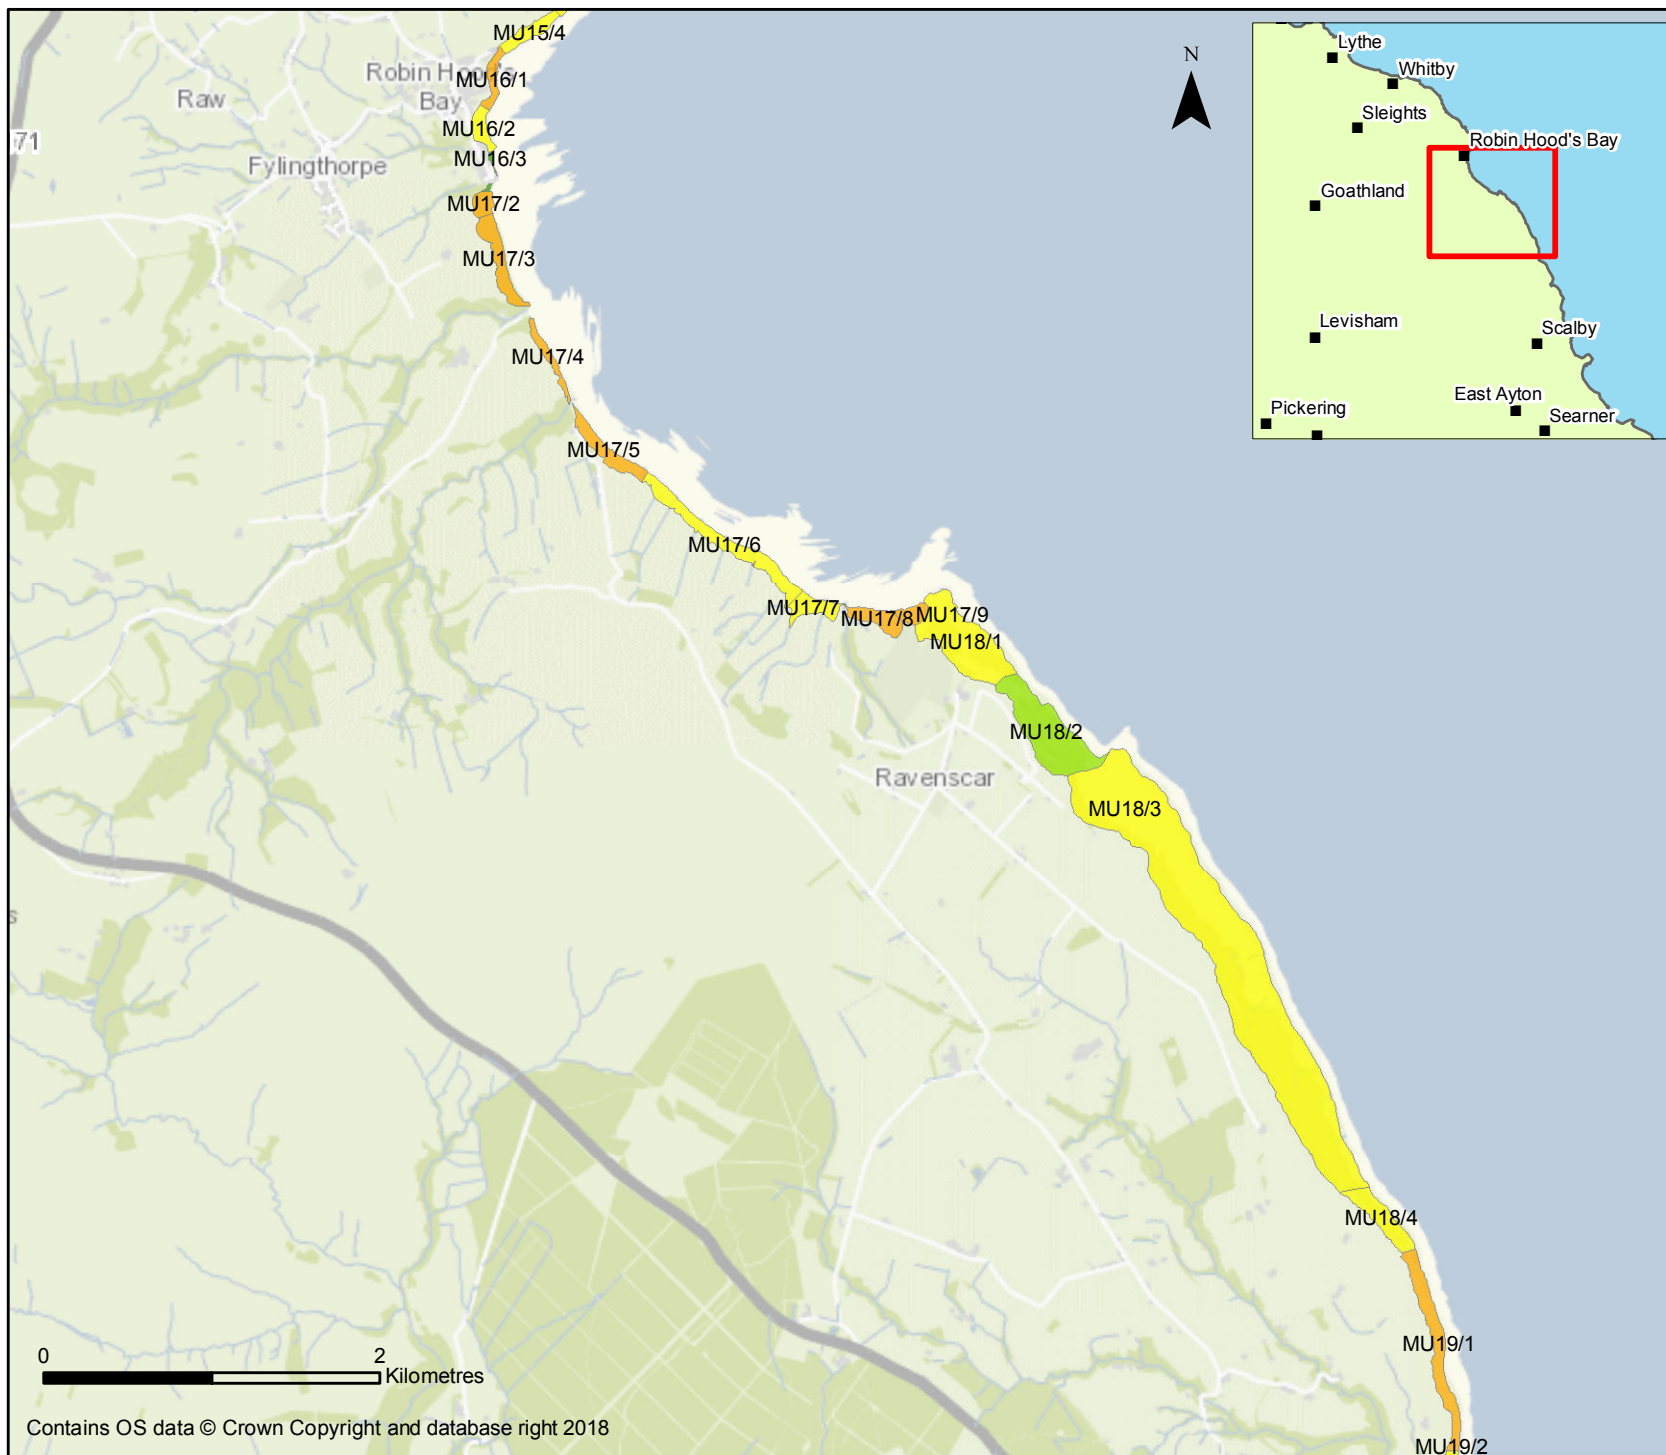 MU15/4
Robin Hood's
Bay
MU16/1
Raw
MU16/2
71
MU16/3
Fylingthorpe
MU17/2
MU17/3
MU17/4
MU17/5
MU17/6
MU17/7
MU17/8
MU17/9
MU18/1
MU18/2
Ravenscar
MU18/3
s
MU18/4
MU19/1
MU19/2
N
Lythe
Whitby
Sleights
Robin Hood's Bay
Goathland
Levisham
Scalby
East Ayton
Pickering
Searner
0 2
Kilometres
Contains OS data © Crown Copyright and database right 2018